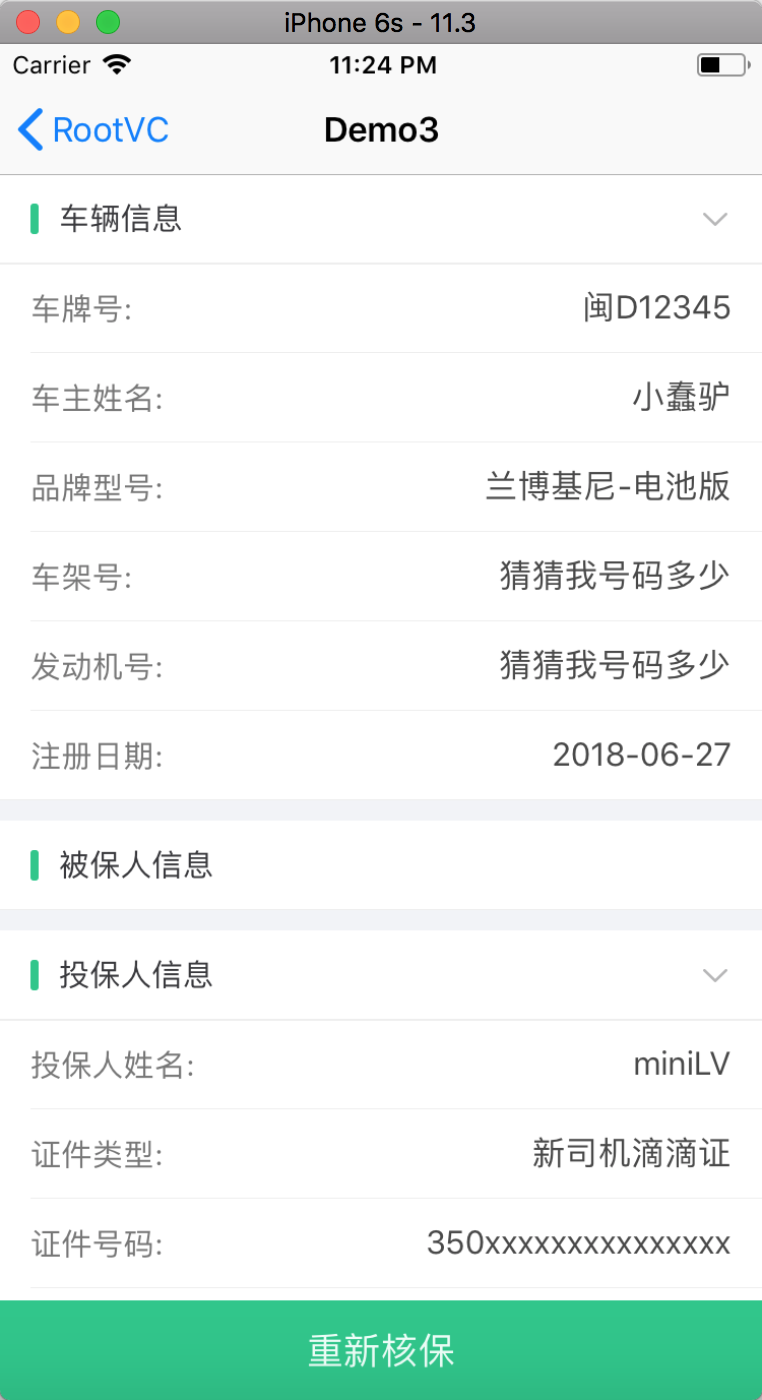 iPhone 6s - 11.3
Carrier 11:24 PM
RootVC Demo3
车辆信息
车牌号: 闽D12345
车主姓名: 小蠢驴
品牌型号: 兰博基尼-电池版
车架号: 猜猜我号码多少
发动机号: 猜猜我号码多少
注册日期: 2018-06-27
被保人信息
投保人信息
投保人姓名: miniLV
证件类型: 新司机滴滴证
证件号码: 350xxxxxxxxxxxxxxx
重新核保